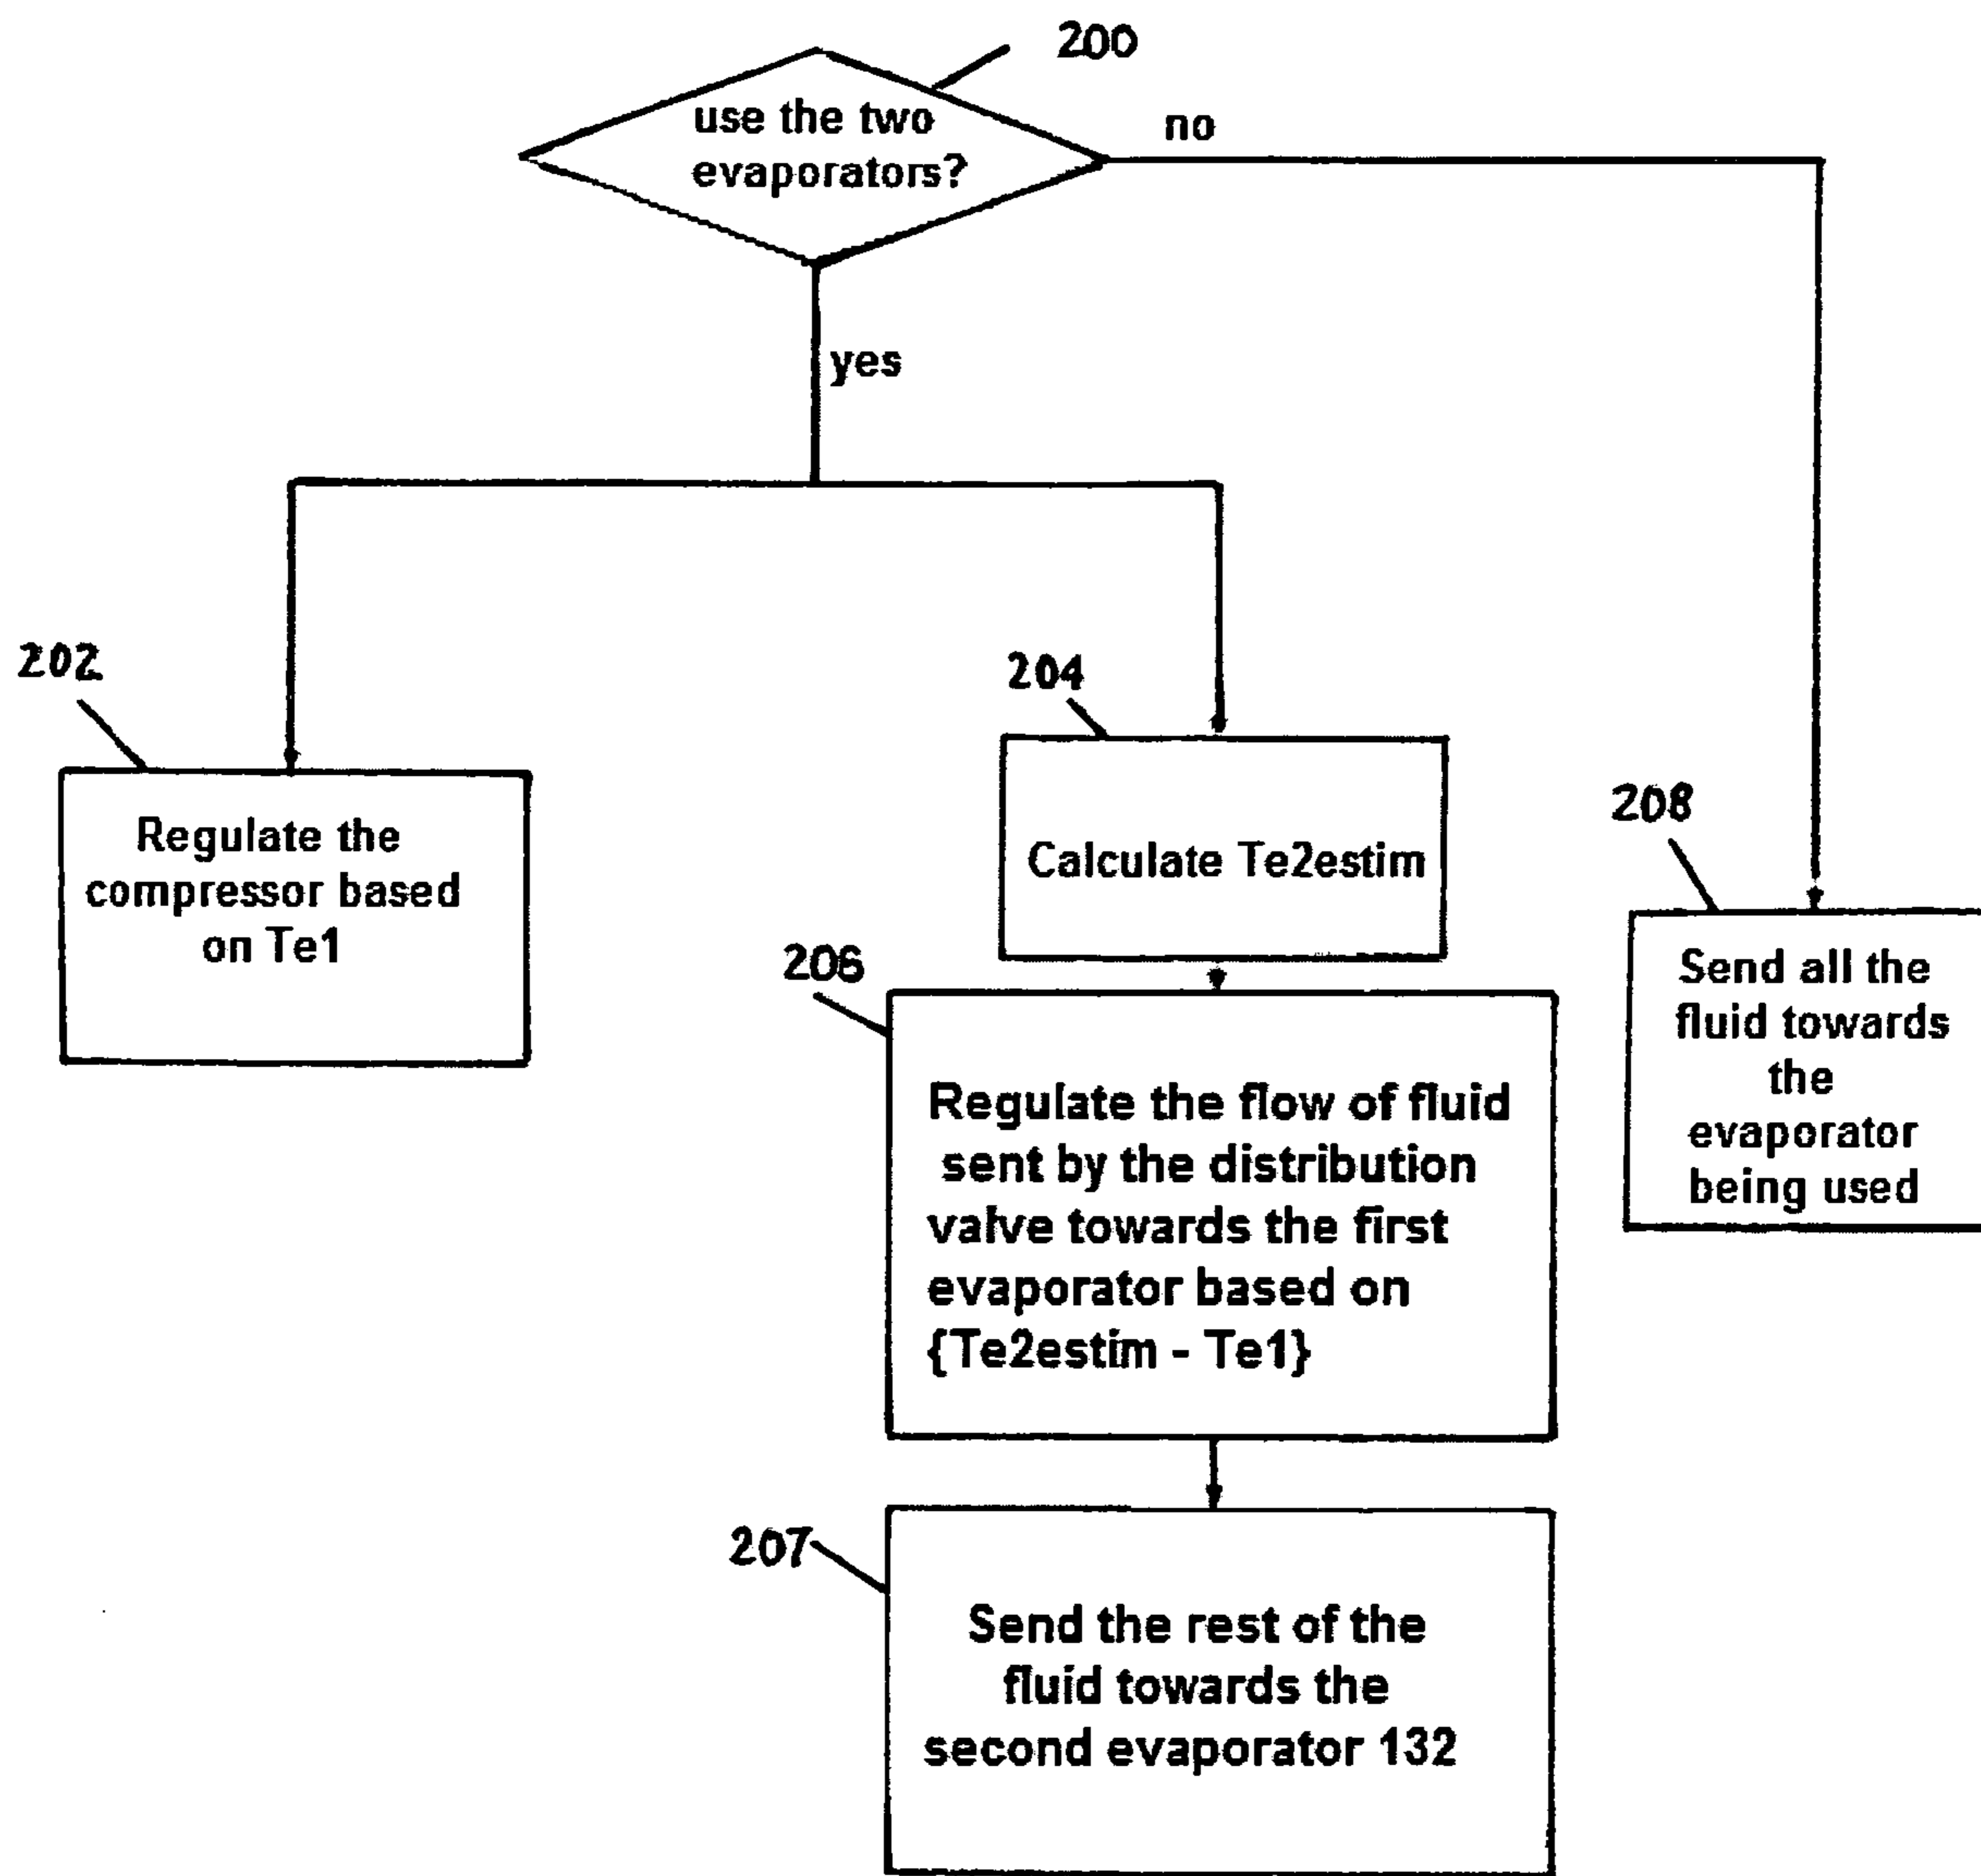 200
use the two
evaporators?
no
yes
202
Regulate the
compressor based
on Te1
204
Calculate Te2estim
206
Regulate the flow of fluid
sent by the distribution
valve towards the first
evaporator based on
{Te2estim - Te1}
207
Send the rest of the
fluid towards the
second evaporator 132
208
Send all the
fluid towards
the
evaporator
being used